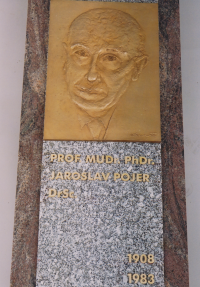 PROF. MUDr. PhDr.
JAROSLAV POJER,
DrSc.
1908
1983